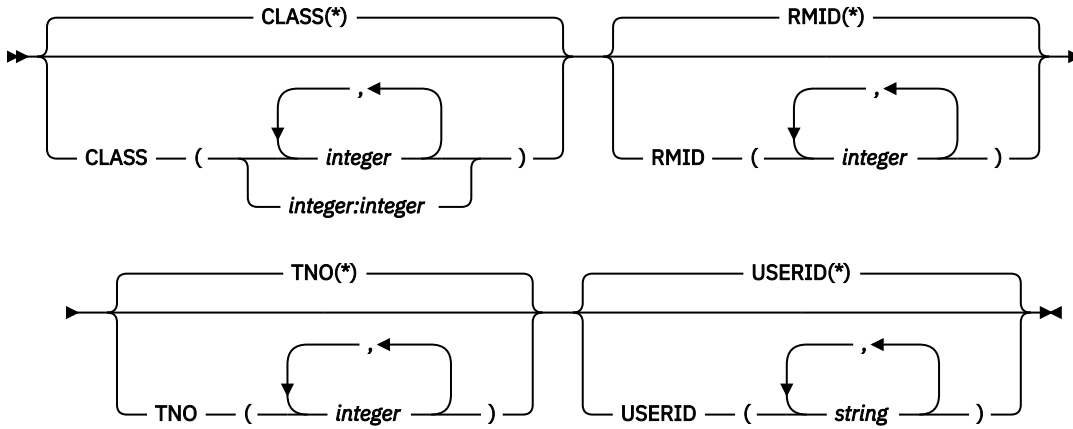 CLASS(*) RMID(*)
, ,
CLASS ( integer ) RMID ( integer )
integer:integer
TNO(*) USERID(*)
, ,
TNO ( integer ) USERID ( string )